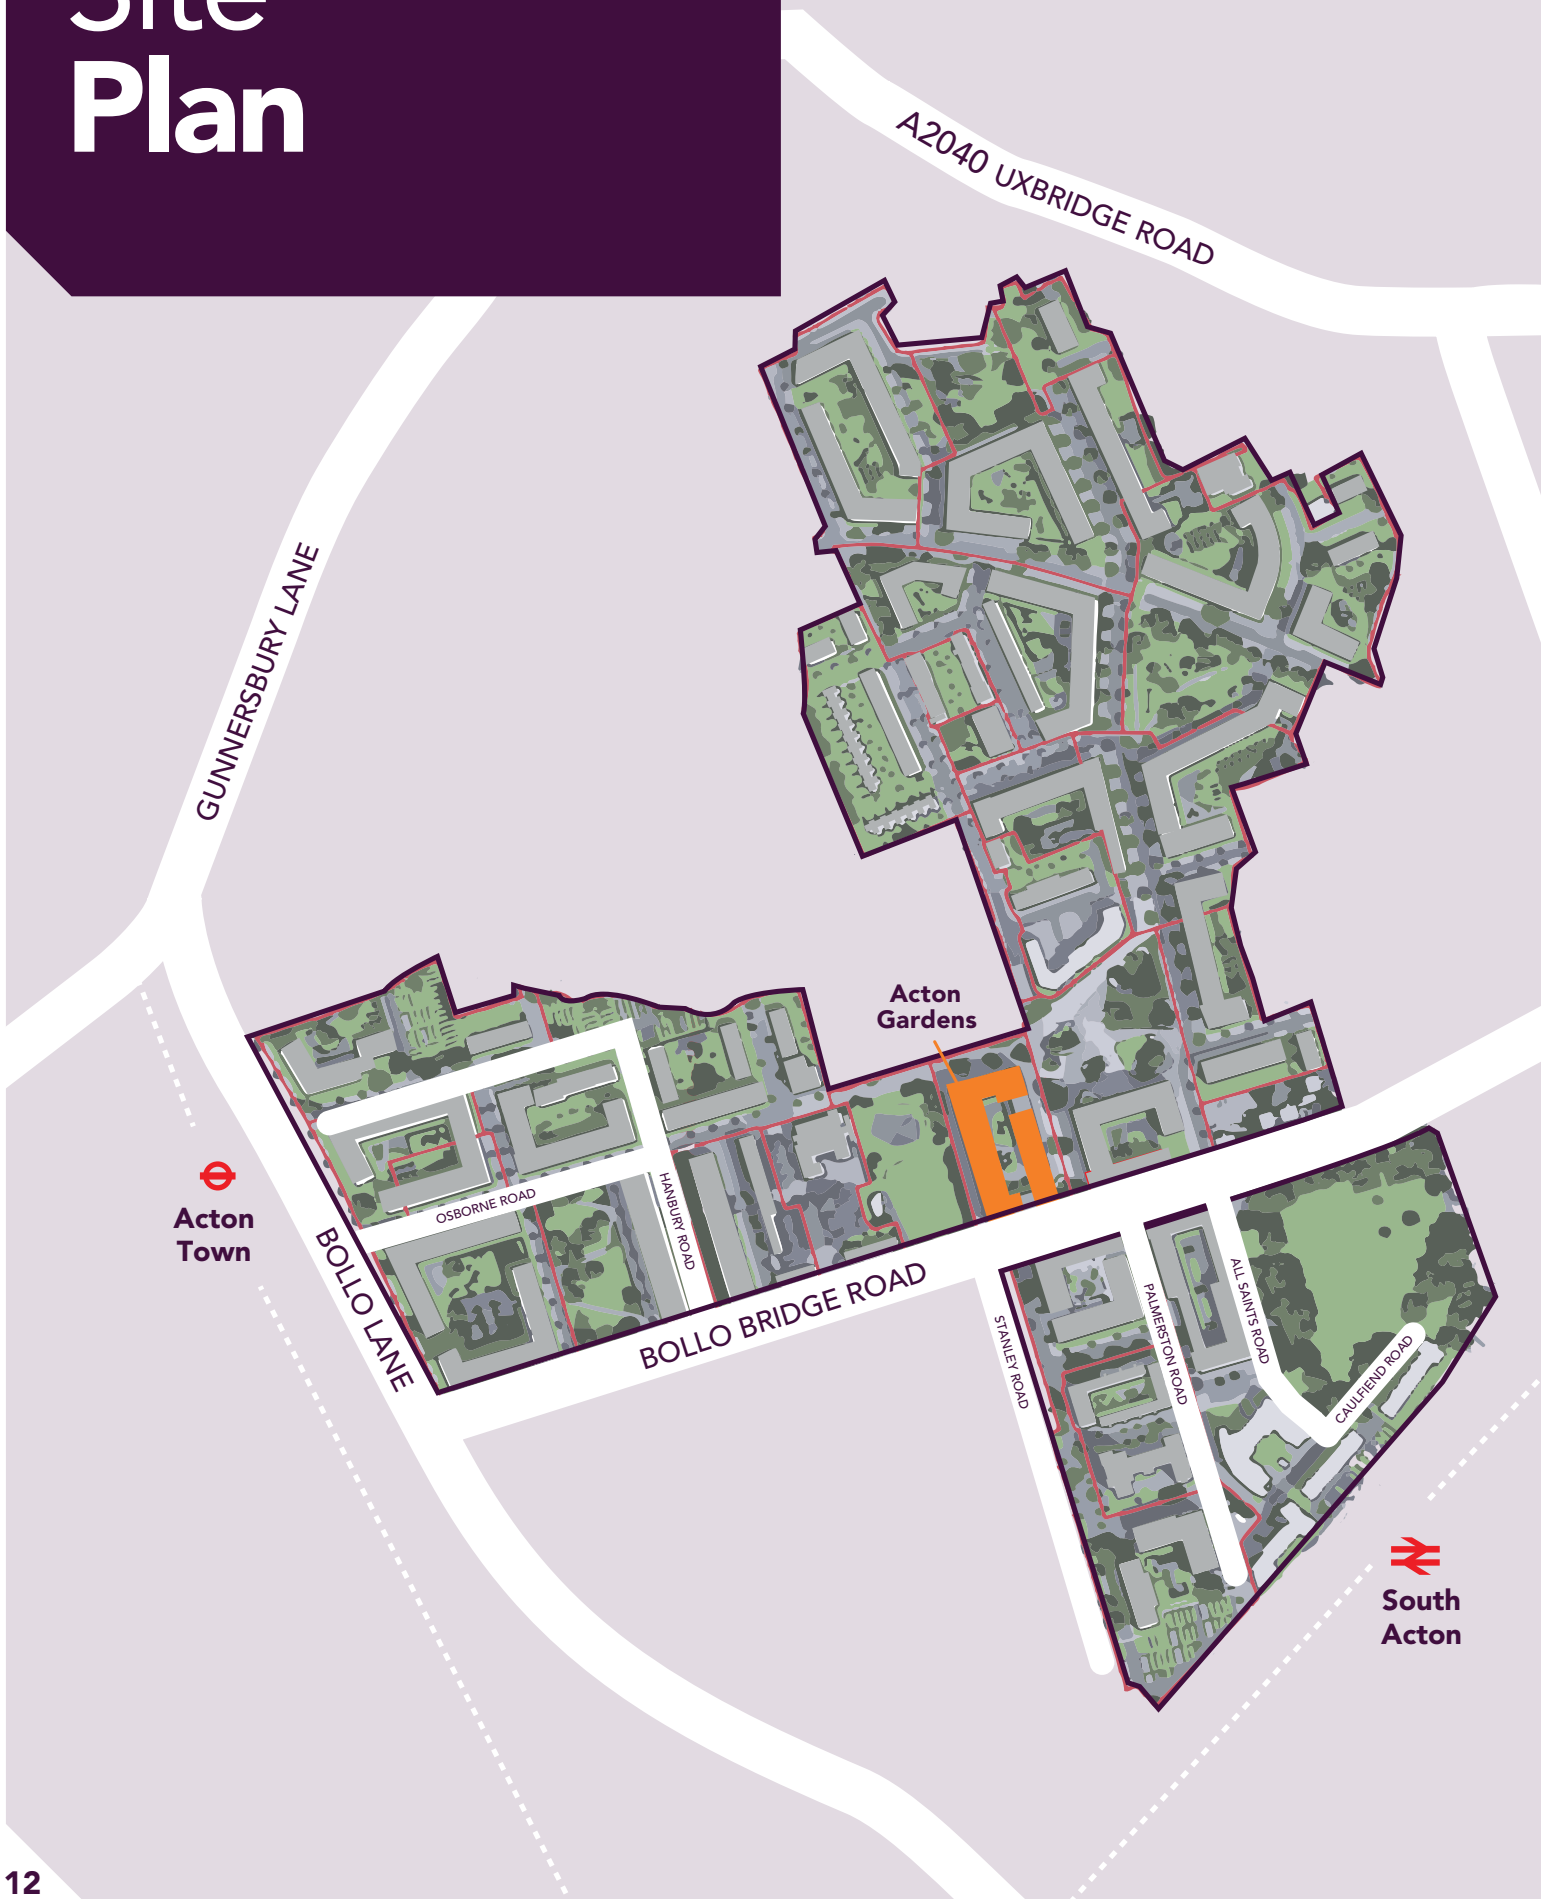 Site
Plan
A2040 UXBRIDGE ROAD
GUNNERSBURY LANE
Acton
Gardens
Acton
Town
OSBORNE ROAD
HANBURY ROAD
BOLLO LANE
BOLLO BRIDGE ROAD
STANLEY ROAD
PALMERSTON ROAD
ALL SAINTS ROAD
CAULFIEND ROAD
South
Acton
12